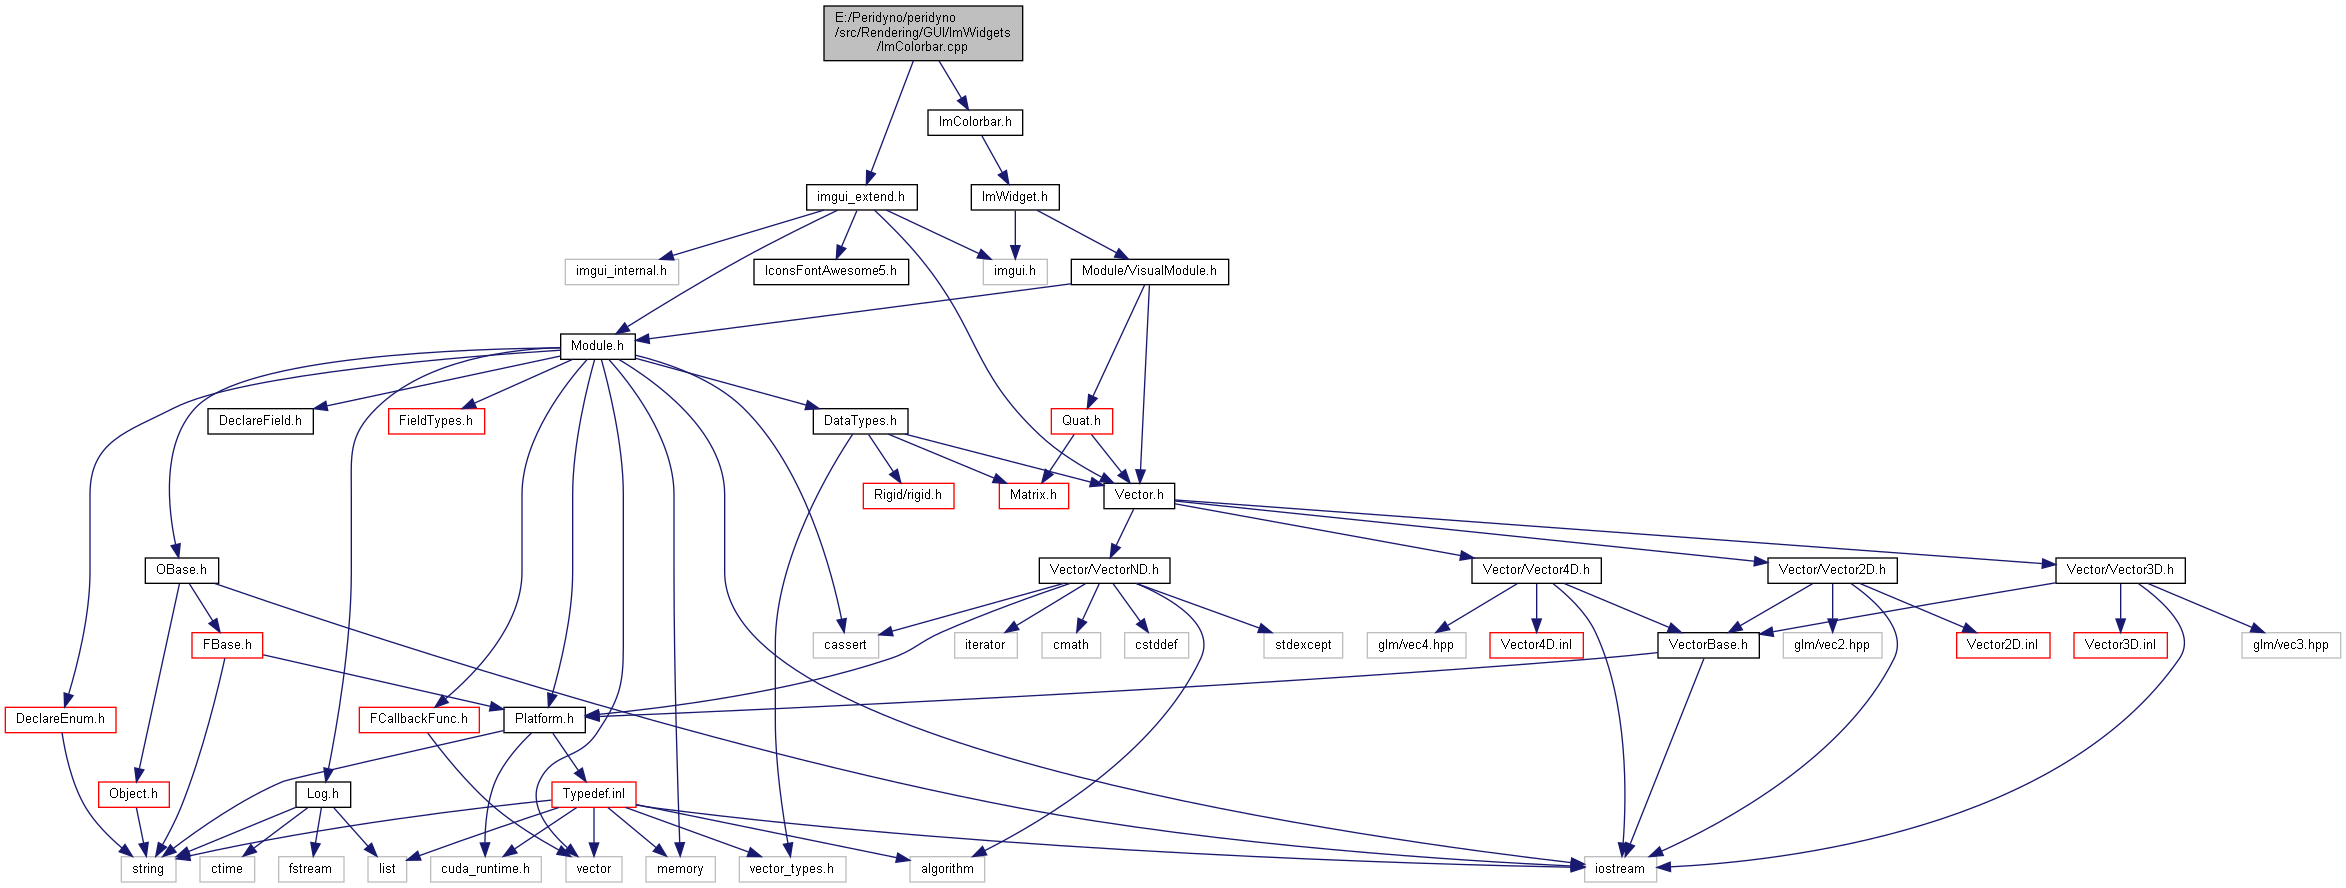 E:/Peridyno/peridyno
/src/Rendering/GUI/ImWidgets
/ImColorbar.cpp
ImColorbar.h
imgui_extend.h
ImWidget.h
imgui_internal.h
IconsFontAwesome5.h
imgui.h
Module/VisualModule.h
Module.h
DeclareField.h
FieldTypes.h
DataTypes.h
Quat.h
Rigid/rigid.h
Matrix.h
Vector.h
OBase.h
Vector/VectorND.h
Vector/Vector4D.h
Vector/Vector2D.h
Vector/Vector3D.h
FBase.h
cassert
iterator
cmath
cstddef
stdexcept
glm/vec4.hpp
Vector4D.inl
VectorBase.h
glm/vec2.hpp
Vector2D.inl
Vector3D.inl
glm/vec3.hpp
DeclareEnum.h
FCallbackFunc.h
Platform.h
Object.h
Log.h
Typedef.inl
string
ctime
fstream
list
cuda_runtime.h
vector
memory
vector_types.h
algorithm
iostream